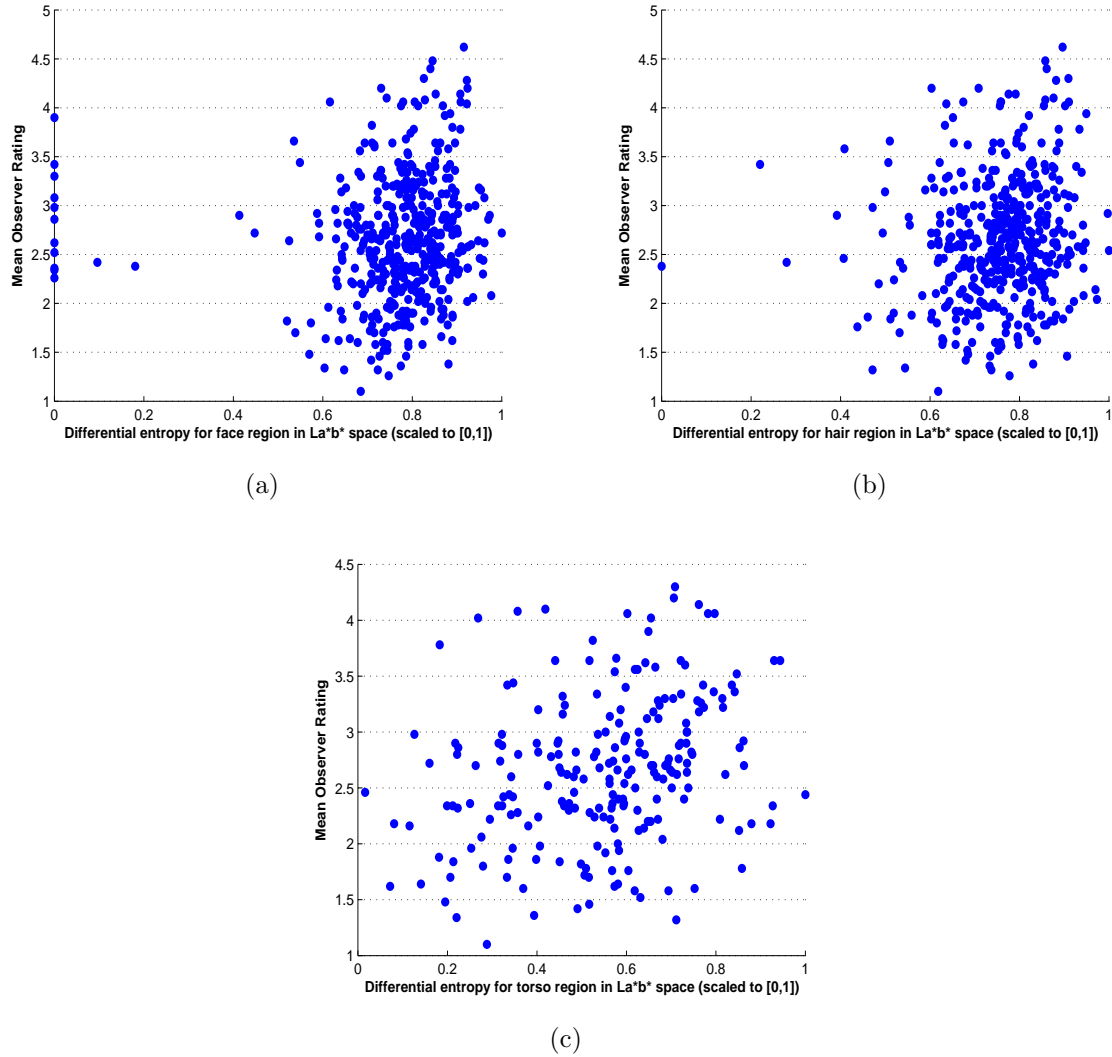 5
4.5
4
3.5
3
2.5
2
1.5
1
Mean Observer Rating
0 0.2 0.4 0.6 0.8 1
Differential entropy for face region in La*b* space (scaled to [0,1])
(a)
5
4.5
4
3.5
3
2.5
2
1.5
1
Mean Observer Rating
0 0.2 0.4 0.6 0.8 1
Differential entropy for hair region in La*b* space (scaled to [0,1])
(b)
4.5
4
3.5
3
2.5
2
1.5
1
Mean Observer Rating
0 0.2 0.4 0.6 0.8 1
Differential entropy for torso region in La*b* space (scaled to [0,1])
(c)